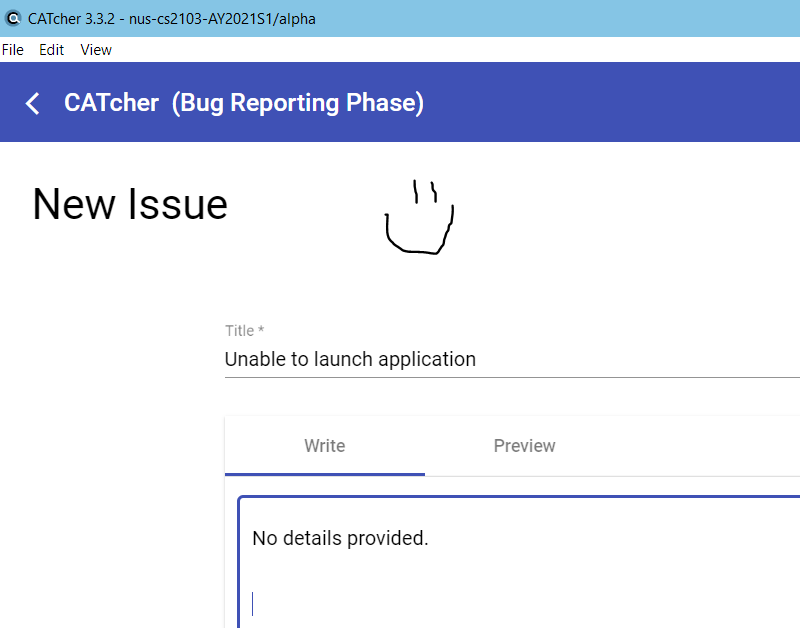 CATcher 3.3.2 - nus-cs2103-AY2021S1/alpha
File Edit View
CATcher (Bug Reporting Phase)
New Issue
Title *
Unable to launch application
Write Preview
No details provided.